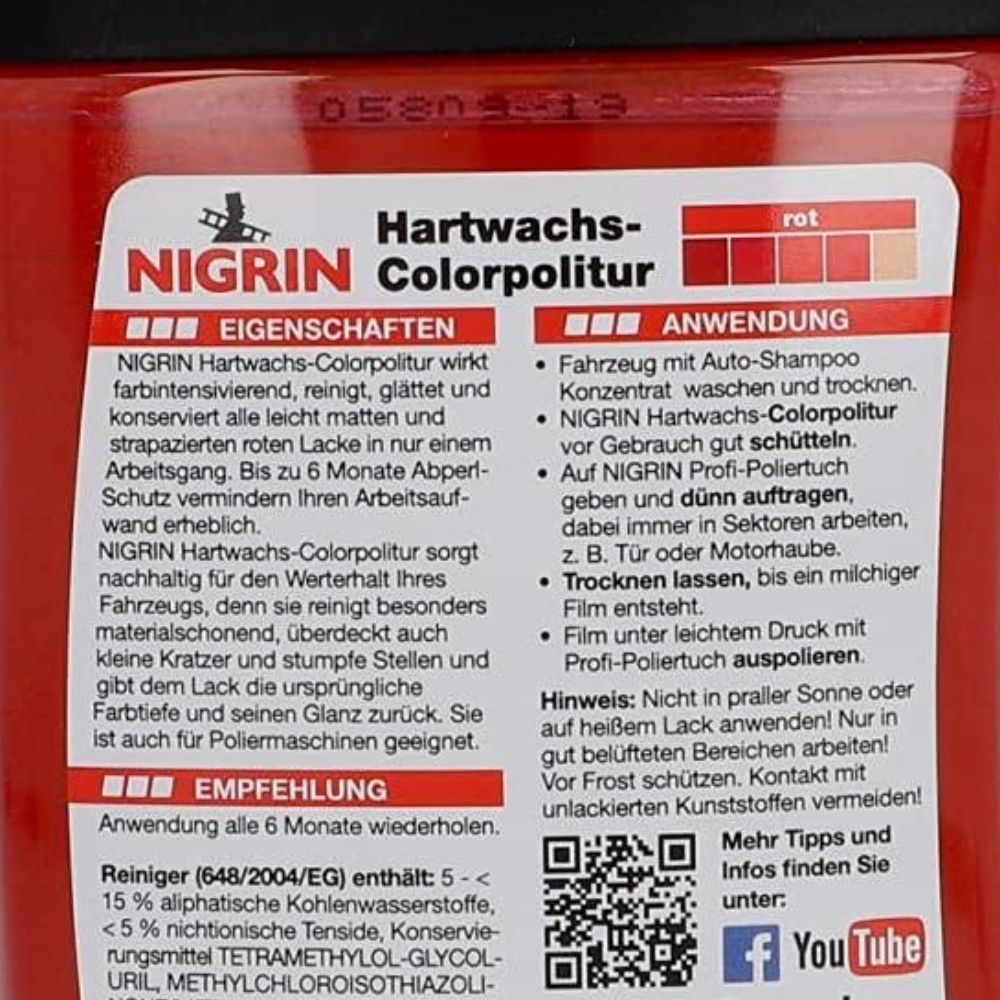 05809-19
NIGRIN
Hartwachs-
Colorpolitur
rot
EIGENSCHAFTEN
NIGRIN Hartwachs-Colorpolitur wirkt
farbintensivierend, reinigt, glättet und
konserviert alle leicht matten und
strapazierten roten Lacke in nur einem
Arbeitsgang. Bis zu 6 Monate Abperl-
Schutz vermindern Ihren Arbeitsauf-
wand erheblich.
NIGRIN Hartwachs-Colorpolitur sorgt
nachhaltig für den Werterhalt Ihres
Fahrzeugs, denn sie reinigt besonders
materialschonend, überdeckt auch
kleine Kratzer und stumpfe Stellen und
gibt dem Lack die ursprüngliche
Farbtiefe und seinen Glanz zurück. Sie
ist auch für Poliermaschinen geeignet.
EMPFEHLUNG
Anwendung alle 6 Monate wiederholen.
Reiniger (648/2004/EG) enthält: 5 - <
15 % aliphatische Kohlenwasserstoffe,
< 5 % nichtionische Tenside, Konservie-
rungsmittel TETRAMETHYLOL-GLYCOL-
URIL, METHYLCHLOROISOTHIAZOLI-
ANWENDUNG
• Fahrzeug mit Auto-Shampoo
Konzentrat waschen und trocknen.
• NIGRIN Hartwachs-Colorpolitur
vor Gebrauch gut schütteln.
• Auf NIGRIN Profi-Poliertuch
geben und dünn auftragen,
dabei immer in Sektoren arbeiten,
z. B. Tür oder Motorhaube.
• Trocknen lassen, bis ein milchiger
Film entsteht.
• Film unter leichtem Druck mit
Profi-Poliertuch auspolieren.
Hinweis: Nicht in praller Sonne oder
auf heißem Lack anwenden! Nur in
gut belüfteten Bereichen arbeiten!
Vor Frost schützen. Kontakt mit
unlackierten Kunststoffen vermeiden!
Mehr Tipps und
Infos finden Sie
unter:
f YouTube